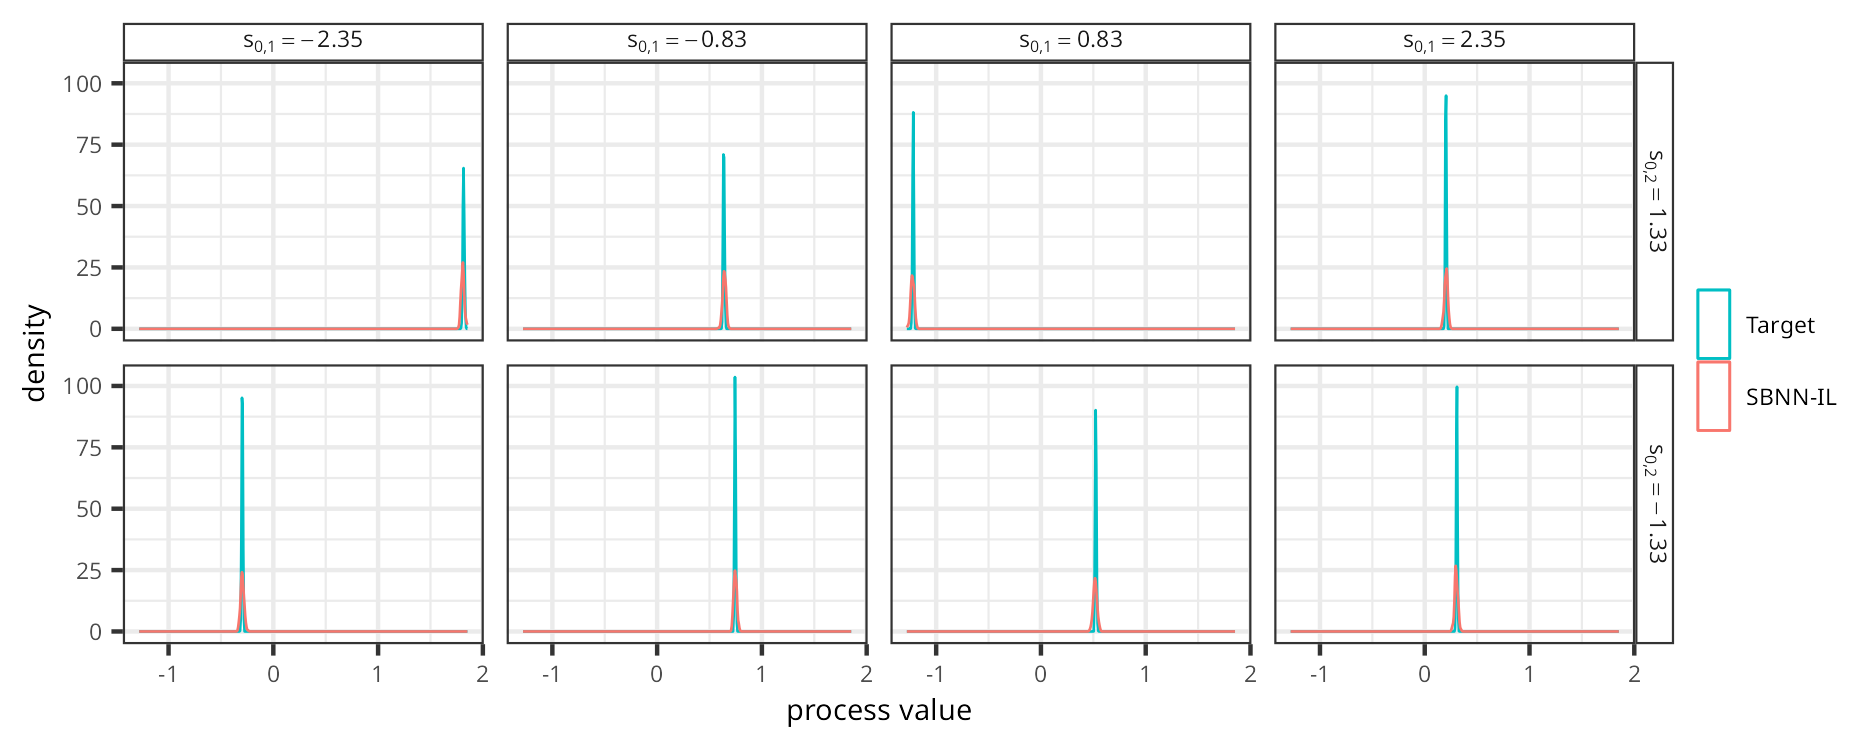 s0,1 = −2.35
s0,1 = −0.83
s0,1 = 0.83
s0,1 = 2.35
100
75
50
25
0
s0,2 = 1.33
100
75
50
25
0
s0,2 = −1.33
-1 0 1 2
-1 0 1 2
-1 0 1 2
-1 0 1 2
process value
density
Target
SBNN-IL